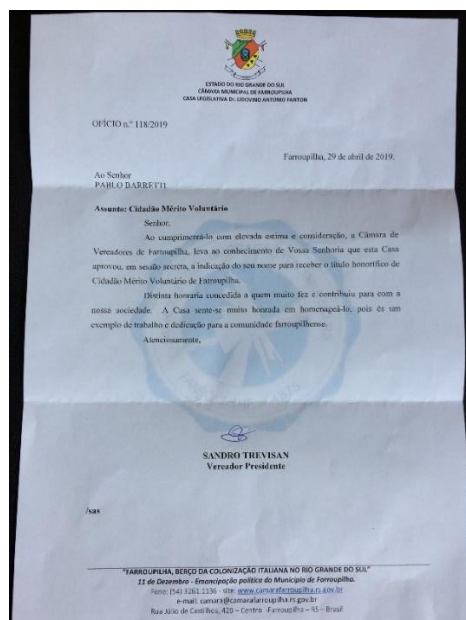 ESTADO DO RIO GRANDE DO SUL
CÂMARA MUNICIPAL DE FARROUPILHA
CASA LEGISLATIVA Dr. LIDOVINO ANTONIO FANTON
OFÍCIO n.º 118/2019
Farroupilha, 29 de abril de 2019.
Ao Senhor
PABLO
Assunto: Cidadão Mérito Voluntário
Senhor,
Ao cumprimentá-lo com elevada estima e consideração, a Câmara de
Vereadores de Farroupilha, leva ao conhecimento de Vossa Senhoria que esta Casa
aprovou, em sessão secreta, a indicação do seu nome para receber o título honorífico de
Cidadão Mérito Voluntário de Farroupilha.
Distinta honraria concedida a quem muito fez e contribuiu para com a
nossa sociedade. A Casa sente-se muito honrada em homenageá-lo, pois és um
exemplo de trabalho e dedicação para a comunidade farroupilhense.
Atenciosamente,
SANDRO TREVISAN
Vereador Presidente
/sas
"FARROUPILHA, BERÇO DA COLONIZAÇÃO ITALIANA NO RIO GRANDE DO SUL"
11 de Dezembro - Emancipação política do Município de Farroupilha.
Fone: (54) 3261.1136 - site: www.camarafarroupilha.rs.gov.br
e-mail: camara@camarafarroupilha.rs.gov.br
Rua Júlio de Castilhos, 420 – Centro - Farroupilha – RS – Brasil